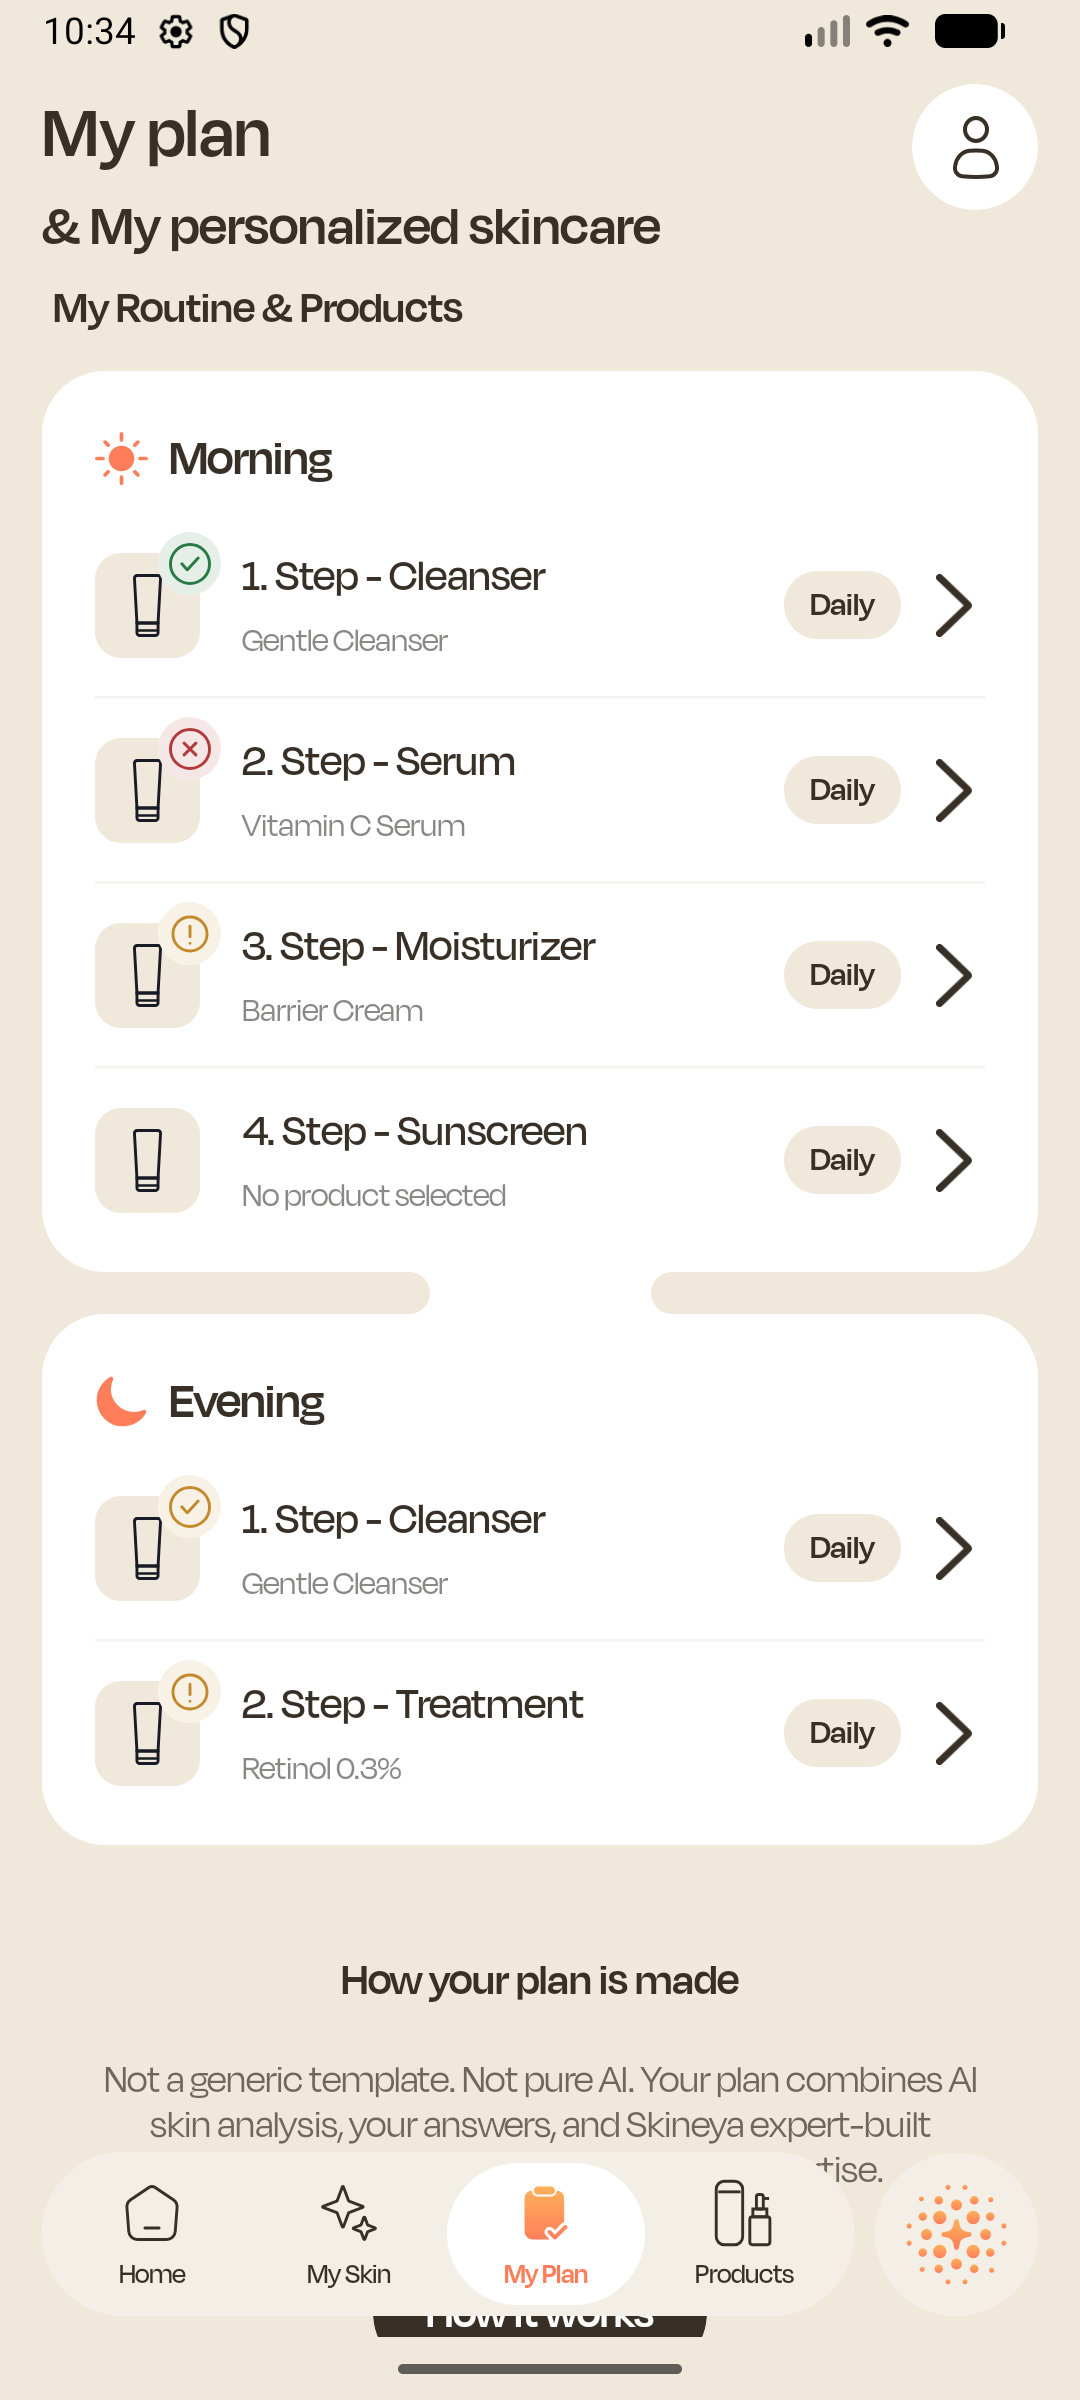 10:34
My plan
& My personalized skincare
My Routine & Products
Morning
1. Step - Cleanser
Gentle Cleanser
Daily
2. Step - Serum
Vitamin C Serum
Daily
3. Step - Moisturizer
Barrier Cream
Daily
4. Step - Sunscreen
No product selected
Daily
Evening
1. Step - Cleanser
Gentle Cleanser
Daily
2. Step - Treatment
Retinol 0.3%
Daily
How your plan is made
Not a generic template. Not pure AI. Your plan combines AI
skin analysis, your answers, and Skineya expert-built
Home
My Skin
My Plan
Products
How it works